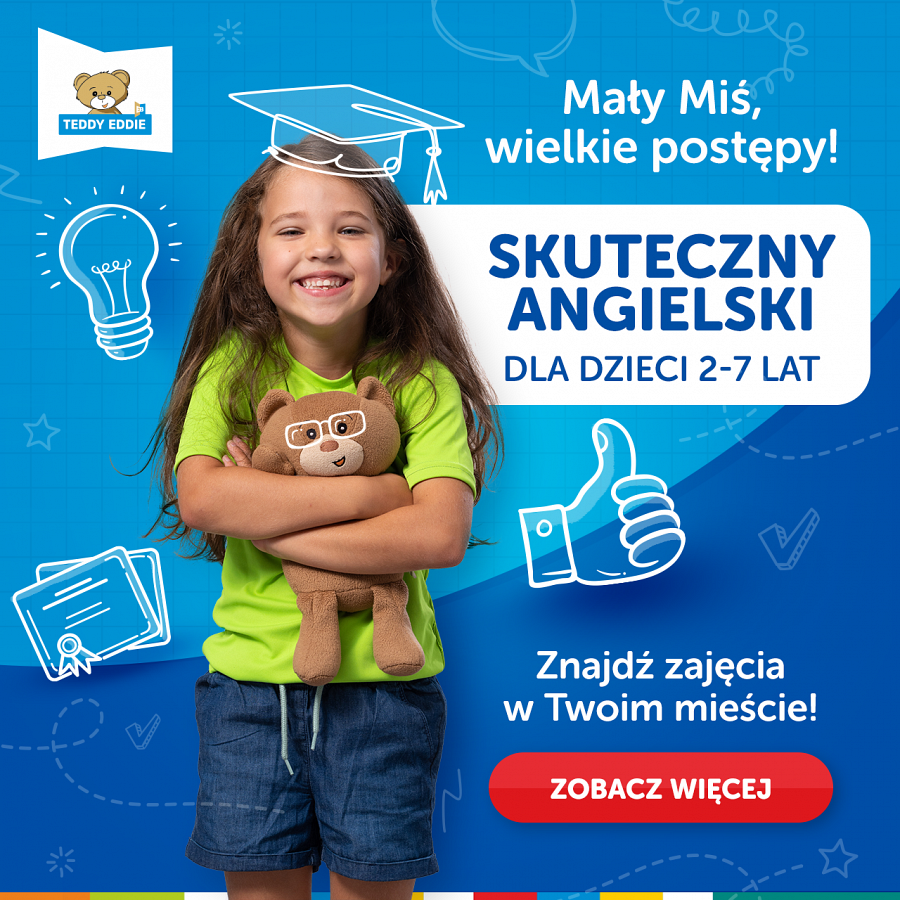 TEDDY EDDIE
Mały Miś,
wielkie postępy!
SKUTECZNY
ANGIELSKI
DLA DZIECI 2-7 LAT
Znajdź zajęcia
w Twoim mieście!
ZOBACZ WIĘCEJ